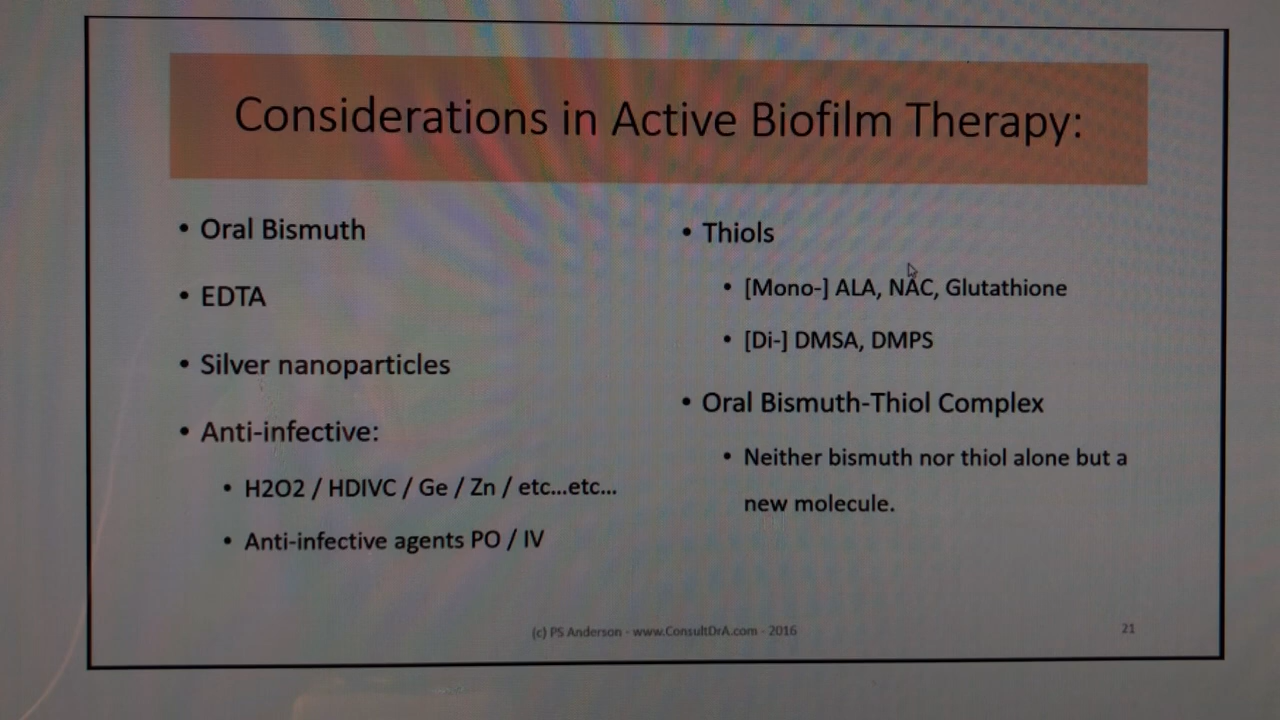 Considerations in Active Biofilm Therapy:
• Oral Bismuth
• EDTA
• Silver nanoparticles
• Anti-infective:
• H2O2 / HDIVC / Ge / Zn / etc...etc...
• Anti-infective agents PO / IV
• Thiols
• [Mono-] ALA, NAC, Glutathione
• [Di-] DMSA, DMPS
• Oral Bismuth-Thiol Complex
• Neither bismuth nor thiol alone but a
new molecule.
(c) PS Anderson - www.ConsultDrA.com - 2016
21